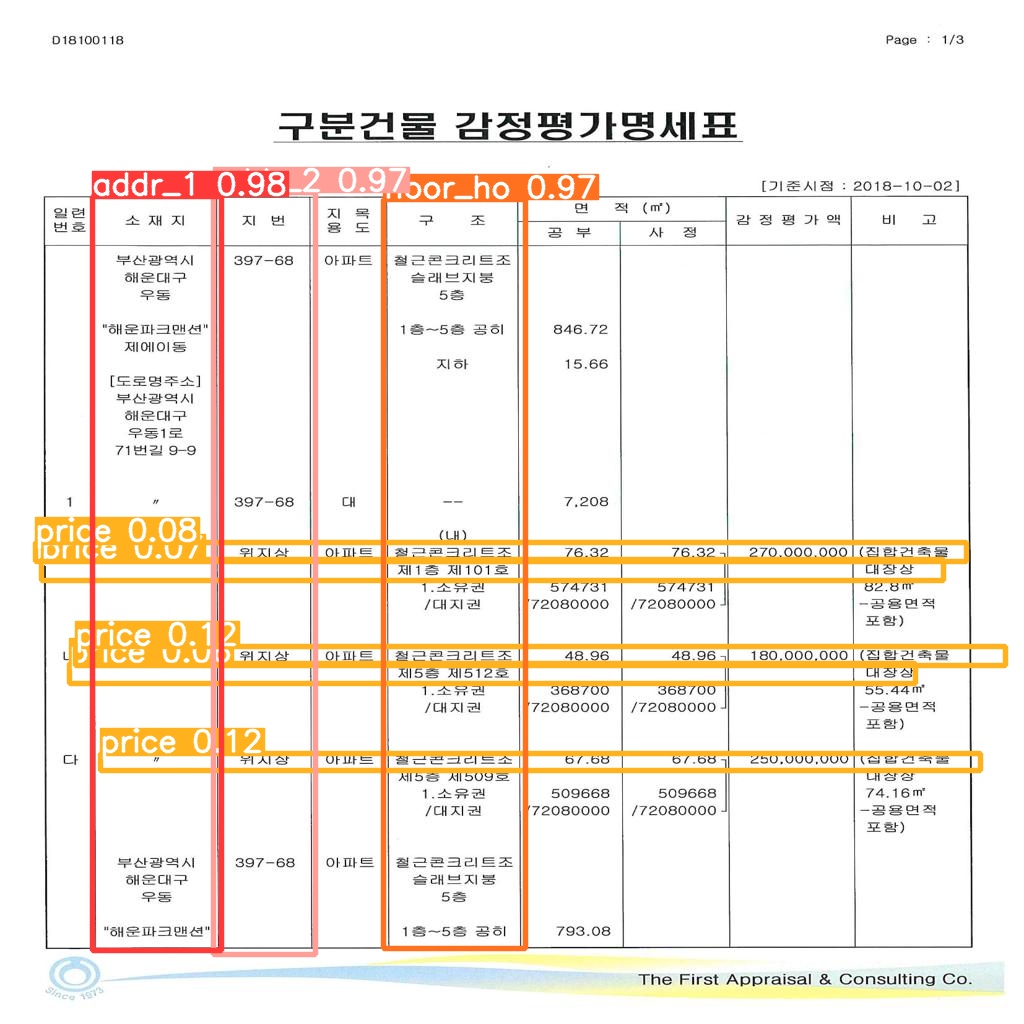 D18100118 Page : 1/3
구분건물 감정평가명세표
[기준시점 : 2018-10-02]
addr_1 0.98 _2 0.97 floor_ho 0.97
일련 지 목 면 적 (㎡)
번호 소 재 지 지 번 용 도 구 조 공 부 사 정 감 정 평 가 액 비 고
부산광역시 397-68 아파트 철근콘크리트조
해운대구 슬래브지붕
우동 5층
"해운파크맨션" 1층~5층 공히 846.72
제에이동
지하 15.66
[도로명주소]
부산광역시
해운대구
우동1로
71번길 9-9
1 〃 397-68 대 -- 7,208
(내)
price 0.08
price 0.07 위지상 아파트 철근콘크리트조 76.32 76.32 270,000,000 (집합건축물
제1층 제101호 대장상
1.소유권 574731 574731 82.8㎡
/대지권 /72080000 /72080000 -공용면적
포함)
price 0.12
나 price 0.06 위지상 아파트 철근콘크리트조 48.96 48.96 180,000,000 (집합건축물
제5층 제512호 대장상
1.소유권 368700 368700 55.44㎡
/대지권 /72080000 /72080000 -공용면적
포함)
price 0.12
다 〃 위지상 아파트 철근콘크리트조 67.68 67.68 250,000,000 (집합건축물
제5층 제509호 대장상
1.소유권 509668 509668 74.16㎡
/대지권 /72080000 /72080000 -공용면적
포함)
부산광역시 397-68 아파트 철근콘크리트조
해운대구 슬래브지붕
우동 5층
"해운파크맨션" 1층~5층 공히 793.08
Since 1973
The First Appraisal & Consulting Co.